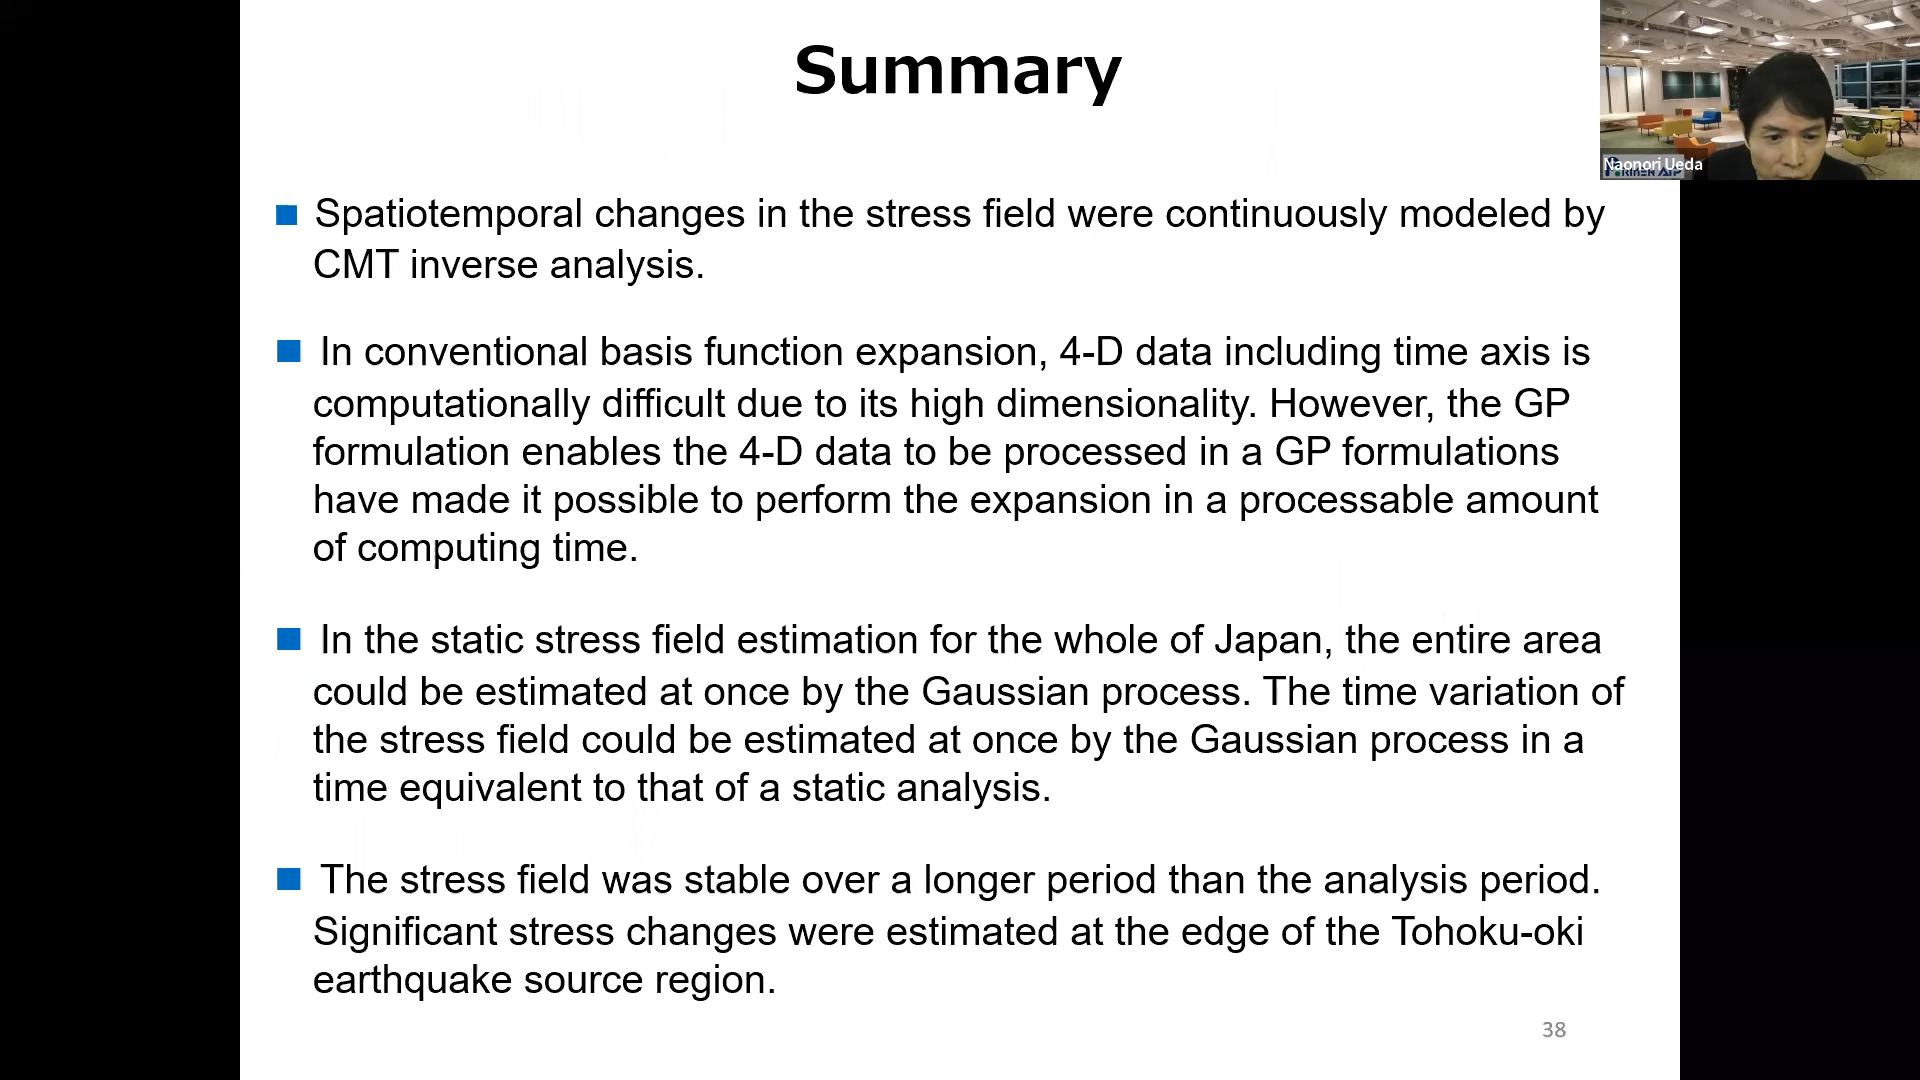 Summary
Naonori Ueda
■ Spatiotemporal changes in the stress field were continuously modeled by
CMT inverse analysis.
■ In conventional basis function expansion, 4-D data including time axis is
computationally difficult due to its high dimensionality. However, the GP
formulation enables the 4-D data to be processed in a GP formulations
have made it possible to perform the expansion in a processable amount
of computing time.
■ In the static stress field estimation for the whole of Japan, the entire area
could be estimated at once by the Gaussian process. The time variation of
the stress field could be estimated at once by the Gaussian process in a
time equivalent to that of a static analysis.
■ The stress field was stable over a longer period than the analysis period.
Significant stress changes were estimated at the edge of the Tohoku-oki
earthquake source region.
38